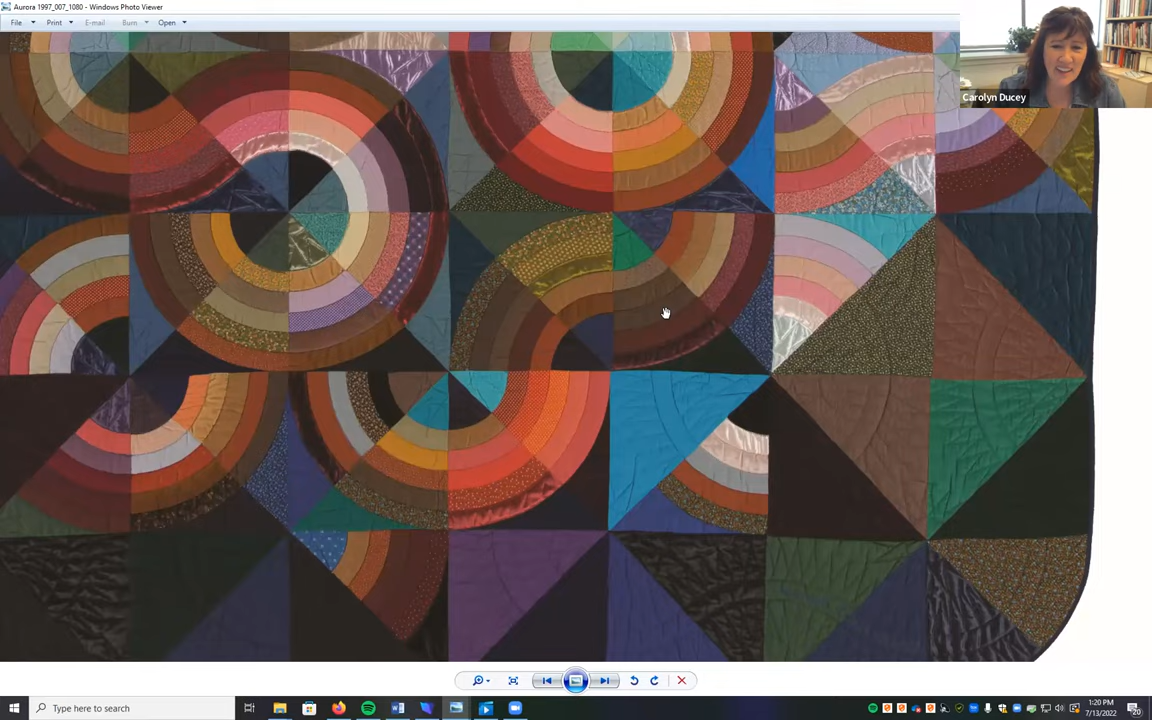 Aurora 1997_007_1080 - Windows Photo Viewer
File Print E-mail Burn Open
Carolyn Ducey
Type here to search
1:20 PM
7/13/2022
20